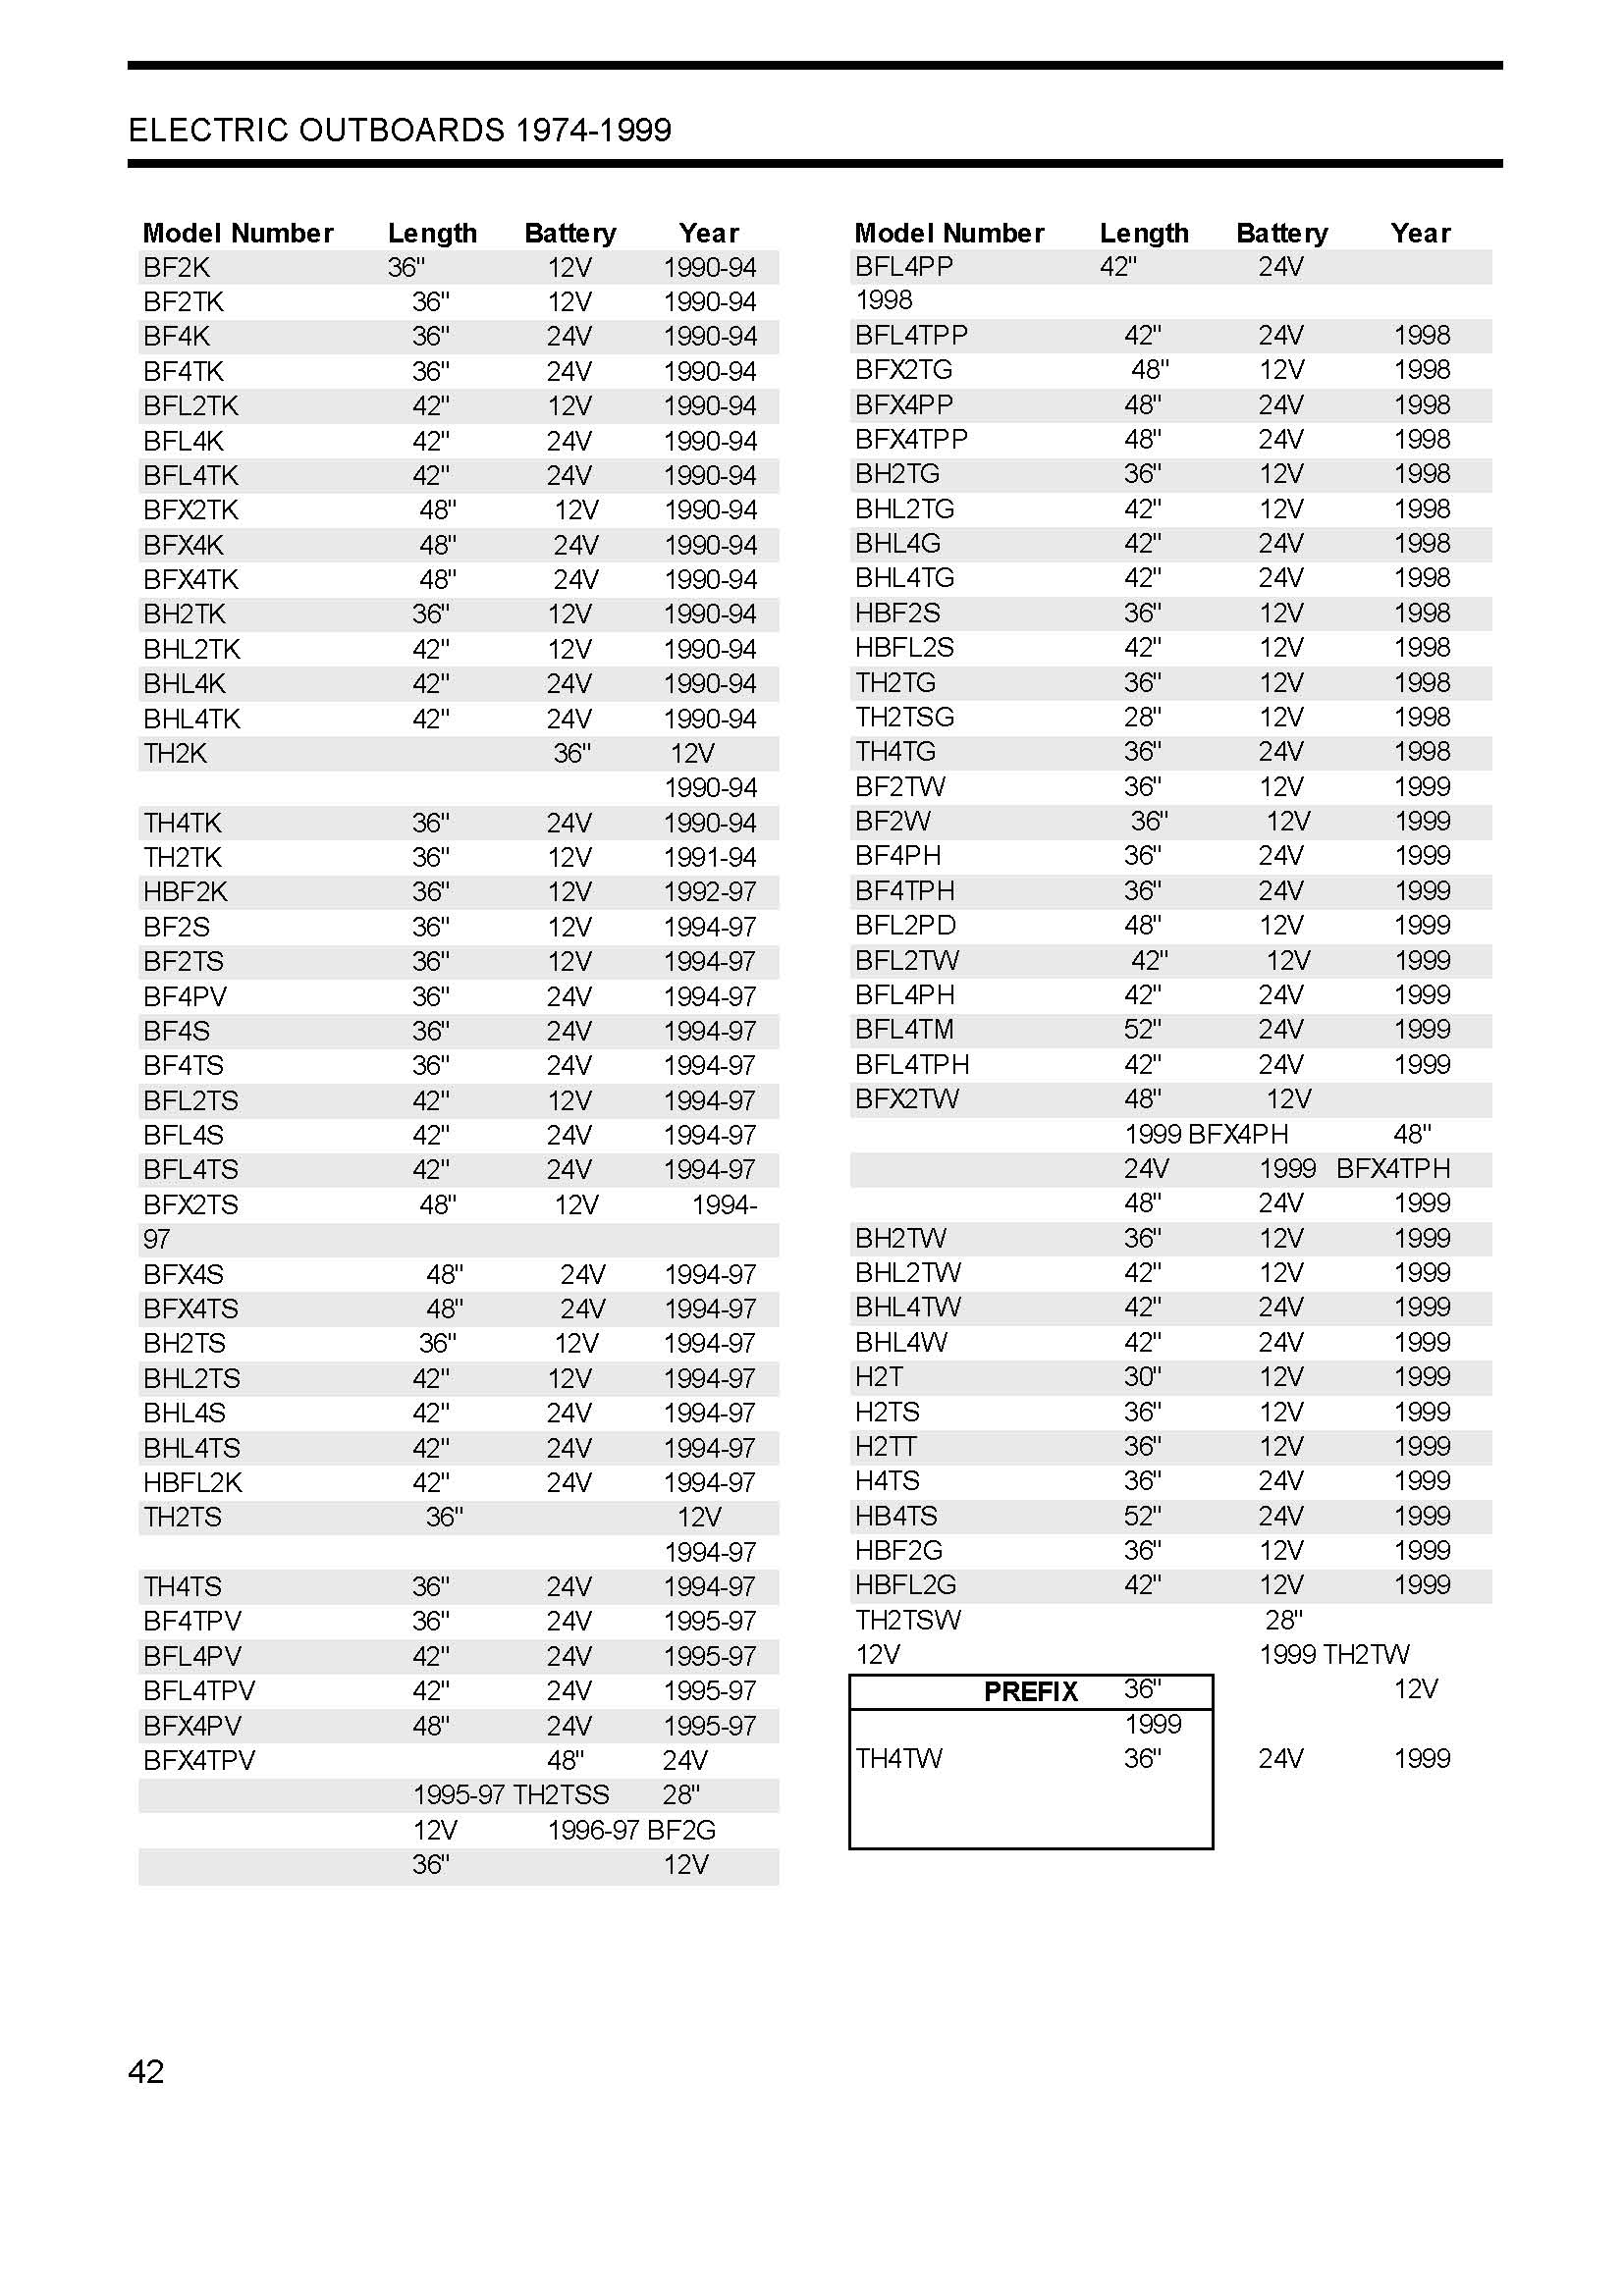 ELECTRIC OUTBOARDS 1974-1999
Model Number Length Battery Year
BF2K 36" 12V 1990-94
BF2TK 36" 12V 1990-94
BF4K 36" 24V 1990-94
BF4TK 36" 24V 1990-94
BFL2TK 42" 12V 1990-94
BFL4K 42" 24V 1990-94
BFL4TK 42" 24V 1990-94
BFX2TK 48" 12V 1990-94
BFX4K 48" 24V 1990-94
BFX4TK 48" 24V 1990-94
BH2TK 36" 12V 1990-94
BHL2TK 42" 12V 1990-94
BHL4K 42" 24V 1990-94
BHL4TK 42" 24V 1990-94
TH2K 36" 12V
1990-94
TH4TK 36" 24V 1990-94
TH2TK 36" 12V 1991-94
HBF2K 36" 12V 1992-97
BF2S 36" 12V 1994-97
BF2TS 36" 12V 1994-97
BF4PV 36" 24V 1994-97
BF4S 36" 24V 1994-97
BF4TS 36" 24V 1994-97
BFL2TS 42" 12V 1994-97
BFL4S 42" 24V 1994-97
BFL4TS 42" 24V 1994-97
BFX2TS 48" 12V 1994-
97
BFX4S 48" 24V 1994-97
BFX4TS 48" 24V 1994-97
BH2TS 36" 12V 1994-97
BHL2TS 42" 12V 1994-97
BHL4S 42" 24V 1994-97
BHL4TS 42" 24V 1994-97
HBFL2K 42" 24V 1994-97
TH2TS 36" 12V
1994-97
TH4TS 36" 24V 1994-97
BF4TPV 36" 24V 1995-97
BFL4PV 42" 24V 1995-97
BFL4TPV 42" 24V 1995-97
BFX4PV 48" 24V 1995-97
BFX4TPV 48" 24V
1995-97 TH2TSS 28"
12V 1996-97 BF2G
36" 12V
Model Number Length Battery Year
BFL4PP 42" 24V
1998
BFL4TPP 42" 24V 1998
BFX2TG 48" 12V 1998
BFX4PP 48" 24V 1998
BFX4TPP 48" 24V 1998
BH2TG 36" 12V 1998
BHL2TG 42" 12V 1998
BHL4G 42" 24V 1998
BHL4TG 42" 24V 1998
HBF2S 36" 12V 1998
HBFL2S 42" 12V 1998
TH2TG 36" 12V 1998
TH2TSG 28" 12V 1998
TH4TG 36" 24V 1998
BF2TW 36" 12V 1999
BF2W 36" 12V 1999
BF4PH 36" 24V 1999
BF4TPH 36" 24V 1999
BFL2PD 48" 12V 1999
BFL2TW 42" 12V 1999
BFL4PH 42" 24V 1999
BFL4TM 52" 24V 1999
BFL4TPH 42" 24V 1999
BFX2TW 48" 12V
1999 BFX4PH 48"
24V 1999 BFX4TPH
48" 24V 1999
BH2TW 36" 12V 1999
BHL2TW 42" 12V 1999
BHL4TW 42" 24V 1999
BHL4W 42" 24V 1999
H2T 30" 12V 1999
H2TS 36" 12V 1999
H2TT 36" 12V 1999
H4TS 36" 24V 1999
HB4TS 52" 24V 1999
HBF2G 36" 12V 1999
HBFL2G 42" 12V 1999
TH2TSW 28"
12V 1999 TH2TW
PREFIX 36" 12V
1999
TH4TW 36" 24V 1999
42